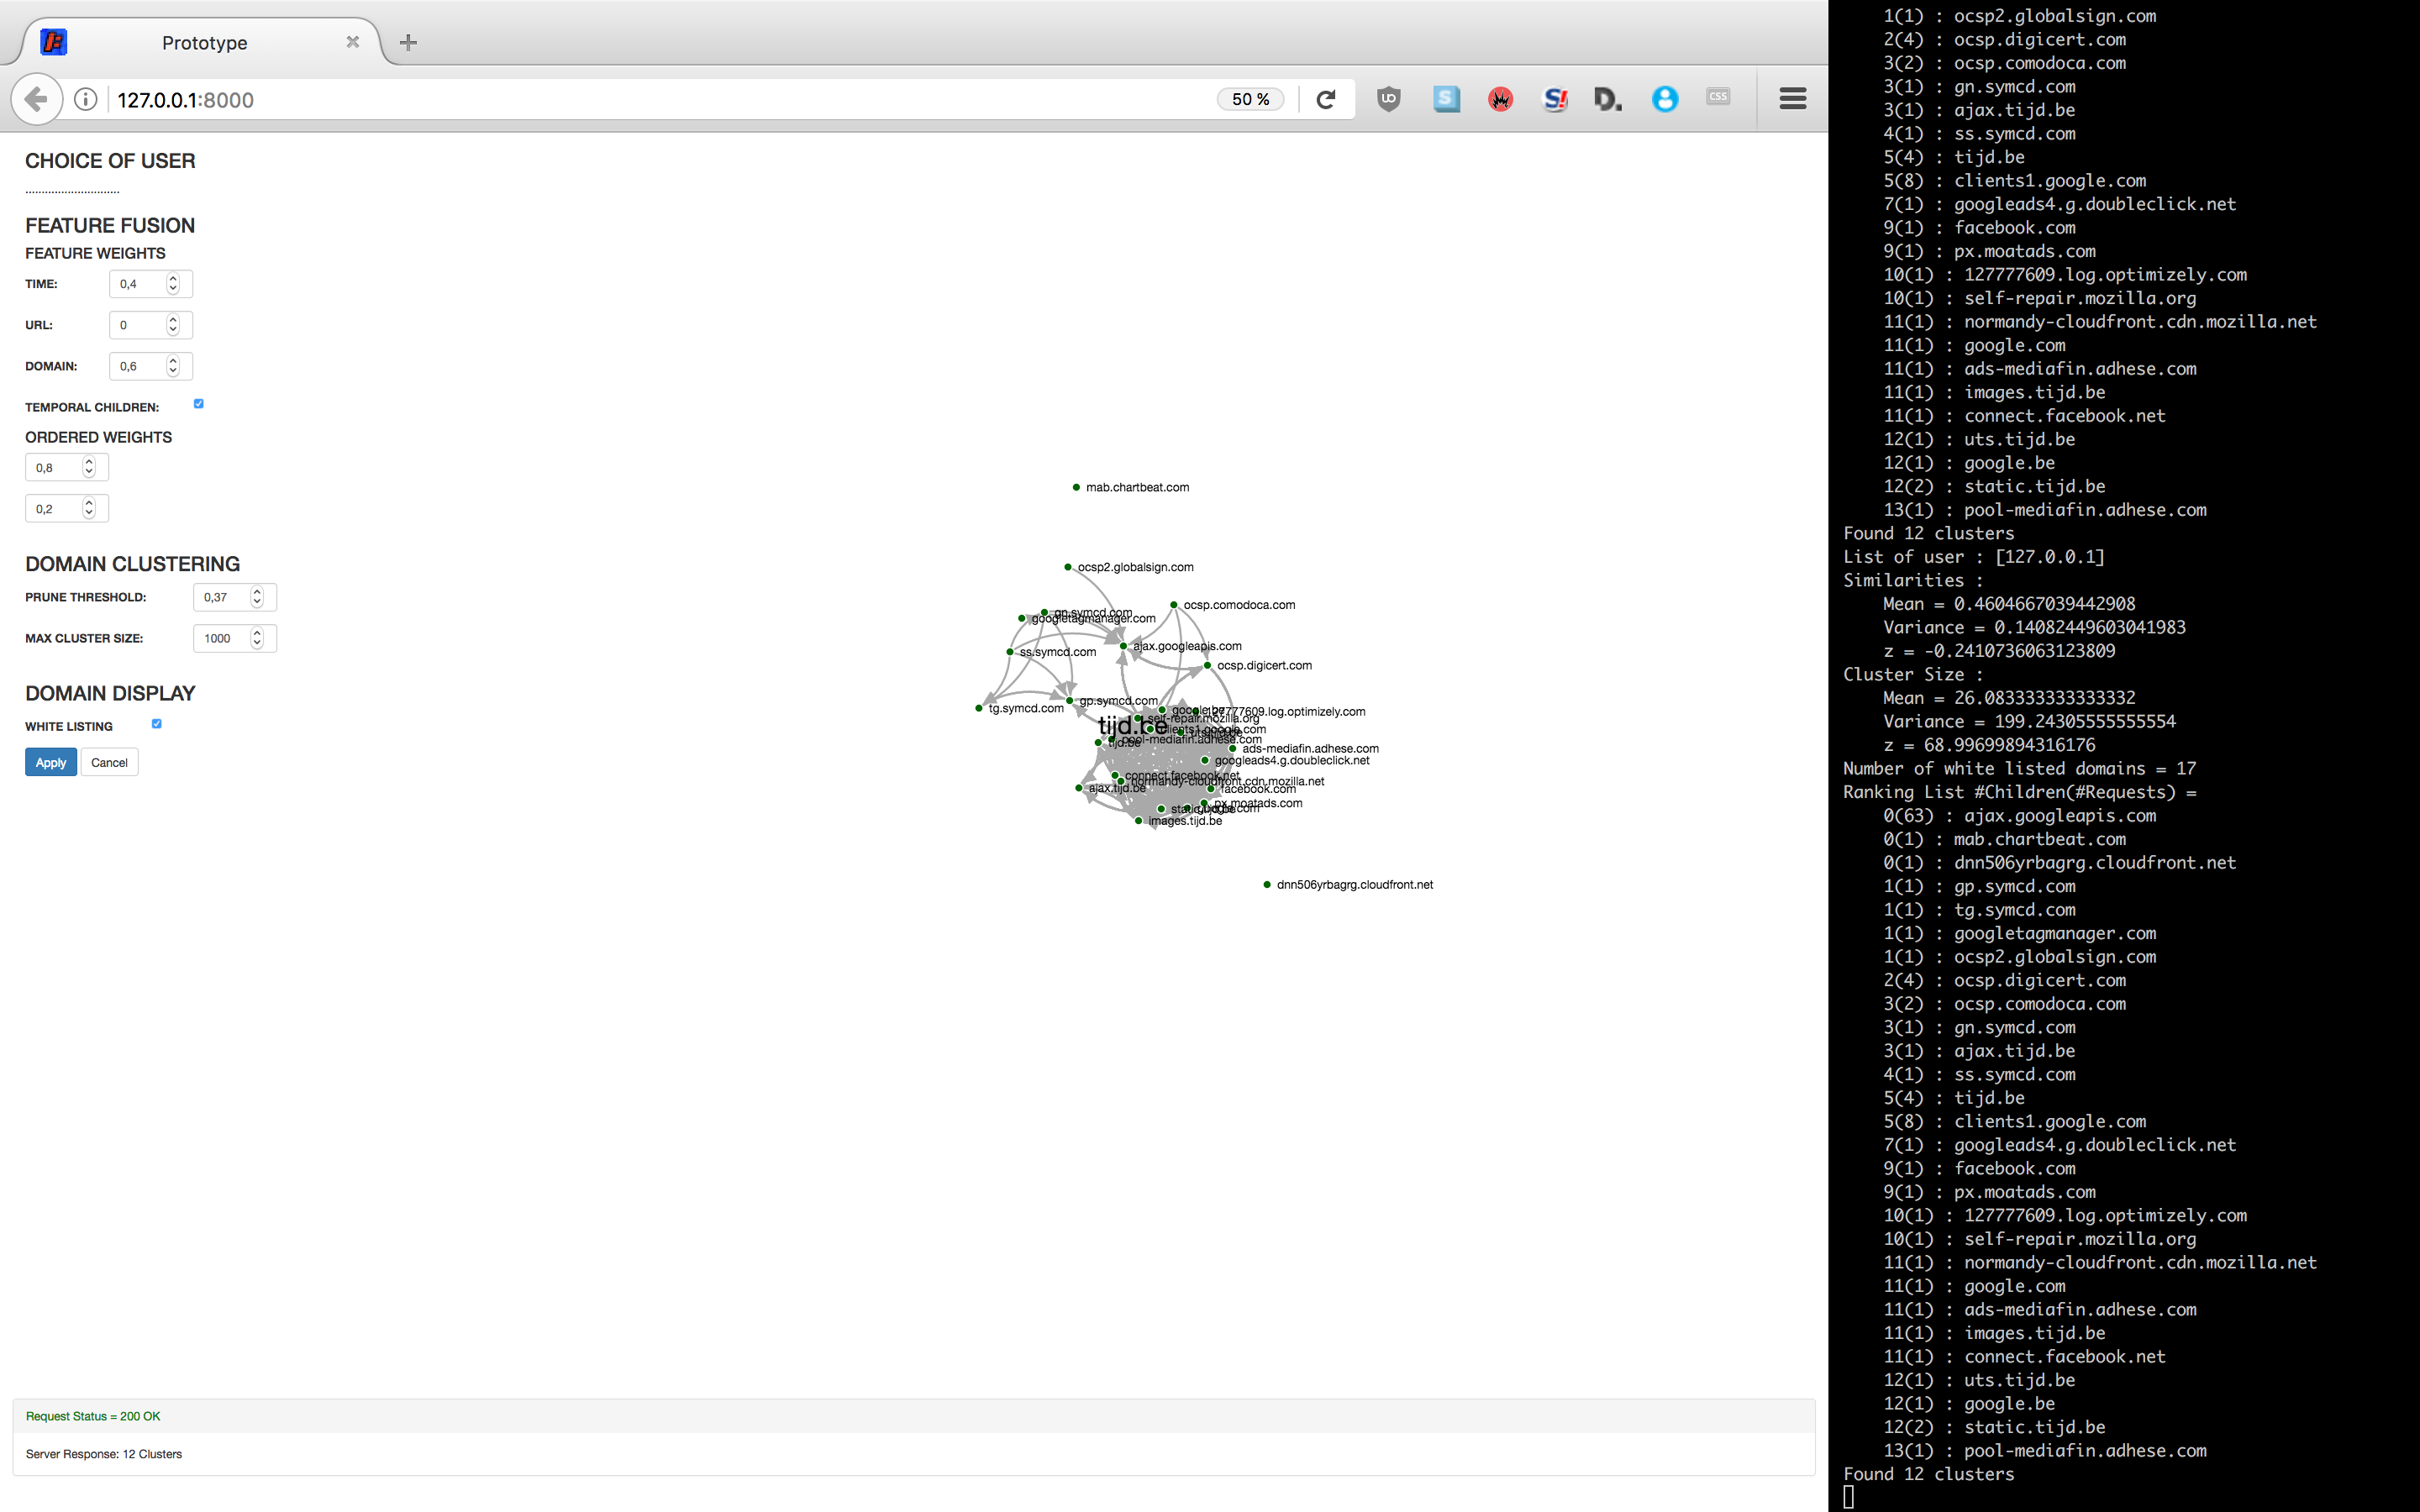 Prototype
127.0.0.1:8000
50 %
CSS
CHOICE OF USER
.............................
FEATURE FUSION
FEATURE WEIGHTS
TIME: 0,4
URL: 0
DOMAIN: 0,6
TEMPORAL CHILDREN:
ORDERED WEIGHTS
0,8
0,2
DOMAIN CLUSTERING
PRUNE THRESHOLD: 0,37
MAX CLUSTER SIZE: 1000
DOMAIN DISPLAY
WHITE LISTING
Apply Cancel
mab.chartbeat.com
ocsp2.globalsign.com
ocsp.comodoca.com
gn.symcd.com
googletagmanager.com
ajax.googleapis.com
ss.symcd.com
ocsp.digicert.com
gp.symcd.com
tg.symcd.com
google.be
127777609.log.optimizely.com
self-repair.mozilla.org
tijd.be
clients1.google.com
uts.tijd.be
pool-mediafin.adhese.com
tijd.be
ads-mediafin.adhese.com
googleads4.g.doubleclick.net
connect.facebook.net
normandy-cloudfront.cdn.mozilla.net
ajax.tijd.be
facebook.com
px.moatads.com
static.tijd.be
google.com
images.tijd.be
dnn506yrbagrg.cloudfront.net
Request Status = 200 OK
Server Response: 12 Clusters
1(1) : ocsp2.globalsign.com
2(4) : ocsp.digicert.com
3(2) : ocsp.comodoca.com
3(1) : gn.symcd.com
3(1) : ajax.tijd.be
4(1) : ss.symcd.com
5(4) : tijd.be
5(8) : clients1.google.com
7(1) : googleads4.g.doubleclick.net
9(1) : facebook.com
9(1) : px.moatads.com
10(1) : 127777609.log.optimizely.com
10(1) : self-repair.mozilla.org
11(1) : normandy-cloudfront.cdn.mozilla.net
11(1) : google.com
11(1) : ads-mediafin.adhese.com
11(1) : images.tijd.be
11(1) : connect.facebook.net
12(1) : uts.tijd.be
12(1) : google.be
12(2) : static.tijd.be
13(1) : pool-mediafin.adhese.com
Found 12 clusters
List of user : [127.0.0.1]
Similarities :
Mean = 0.4604667039442908
Variance = 0.14082449603041983
z = -0.2410736063123809
Cluster Size :
Mean = 26.083333333333332
Variance = 199.24305555555554
z = 68.99699894316176
Number of white listed domains = 17
Ranking List #Children(#Requests) =
0(63) : ajax.googleapis.com
0(1) : mab.chartbeat.com
0(1) : dnn506yrbagrg.cloudfront.net
1(1) : gp.symcd.com
1(1) : tg.symcd.com
1(1) : googletagmanager.com
1(1) : ocsp2.globalsign.com
2(4) : ocsp.digicert.com
3(2) : ocsp.comodoca.com
3(1) : gn.symcd.com
3(1) : ajax.tijd.be
4(1) : ss.symcd.com
5(4) : tijd.be
5(8) : clients1.google.com
7(1) : googleads4.g.doubleclick.net
9(1) : facebook.com
9(1) : px.moatads.com
10(1) : 127777609.log.optimizely.com
10(1) : self-repair.mozilla.org
11(1) : normandy-cloudfront.cdn.mozilla.net
11(1) : google.com
11(1) : ads-mediafin.adhese.com
11(1) : images.tijd.be
11(1) : connect.facebook.net
12(1) : uts.tijd.be
12(1) : google.be
12(2) : static.tijd.be
13(1) : pool-mediafin.adhese.com
Found 12 clusters